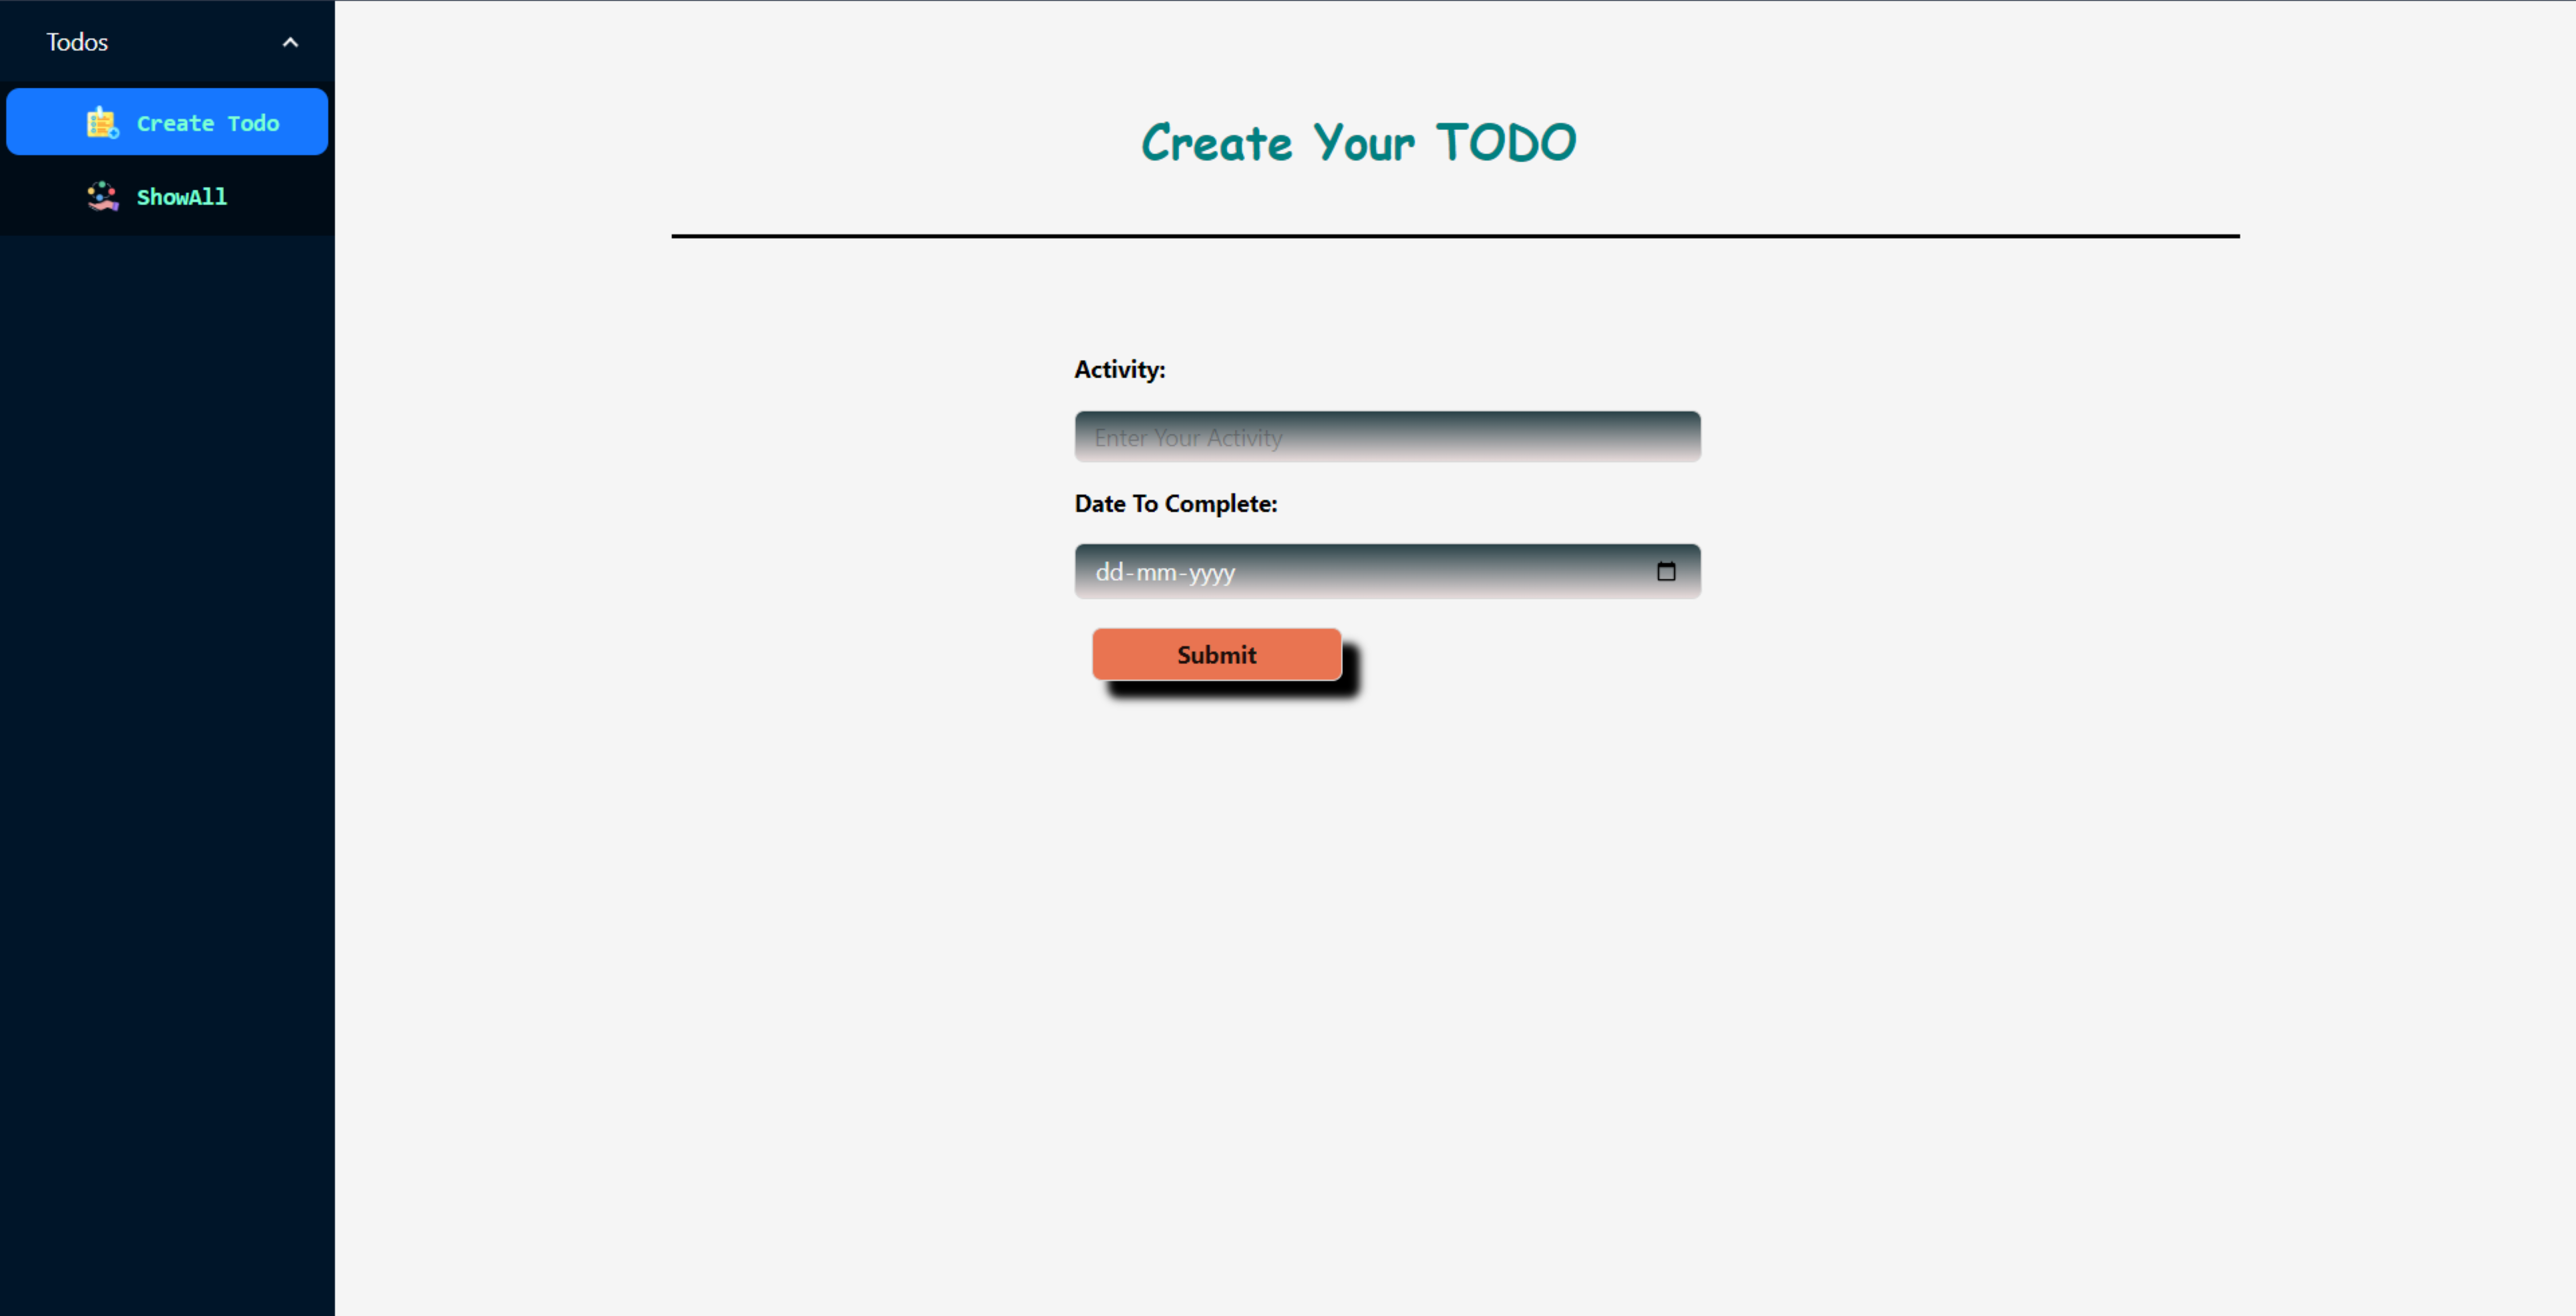 Todos
Create Todo
ShowAll
Create Your TODO
Activity:
Enter Your Activity
Date To Complete:
dd-mm-yyyy
Submit